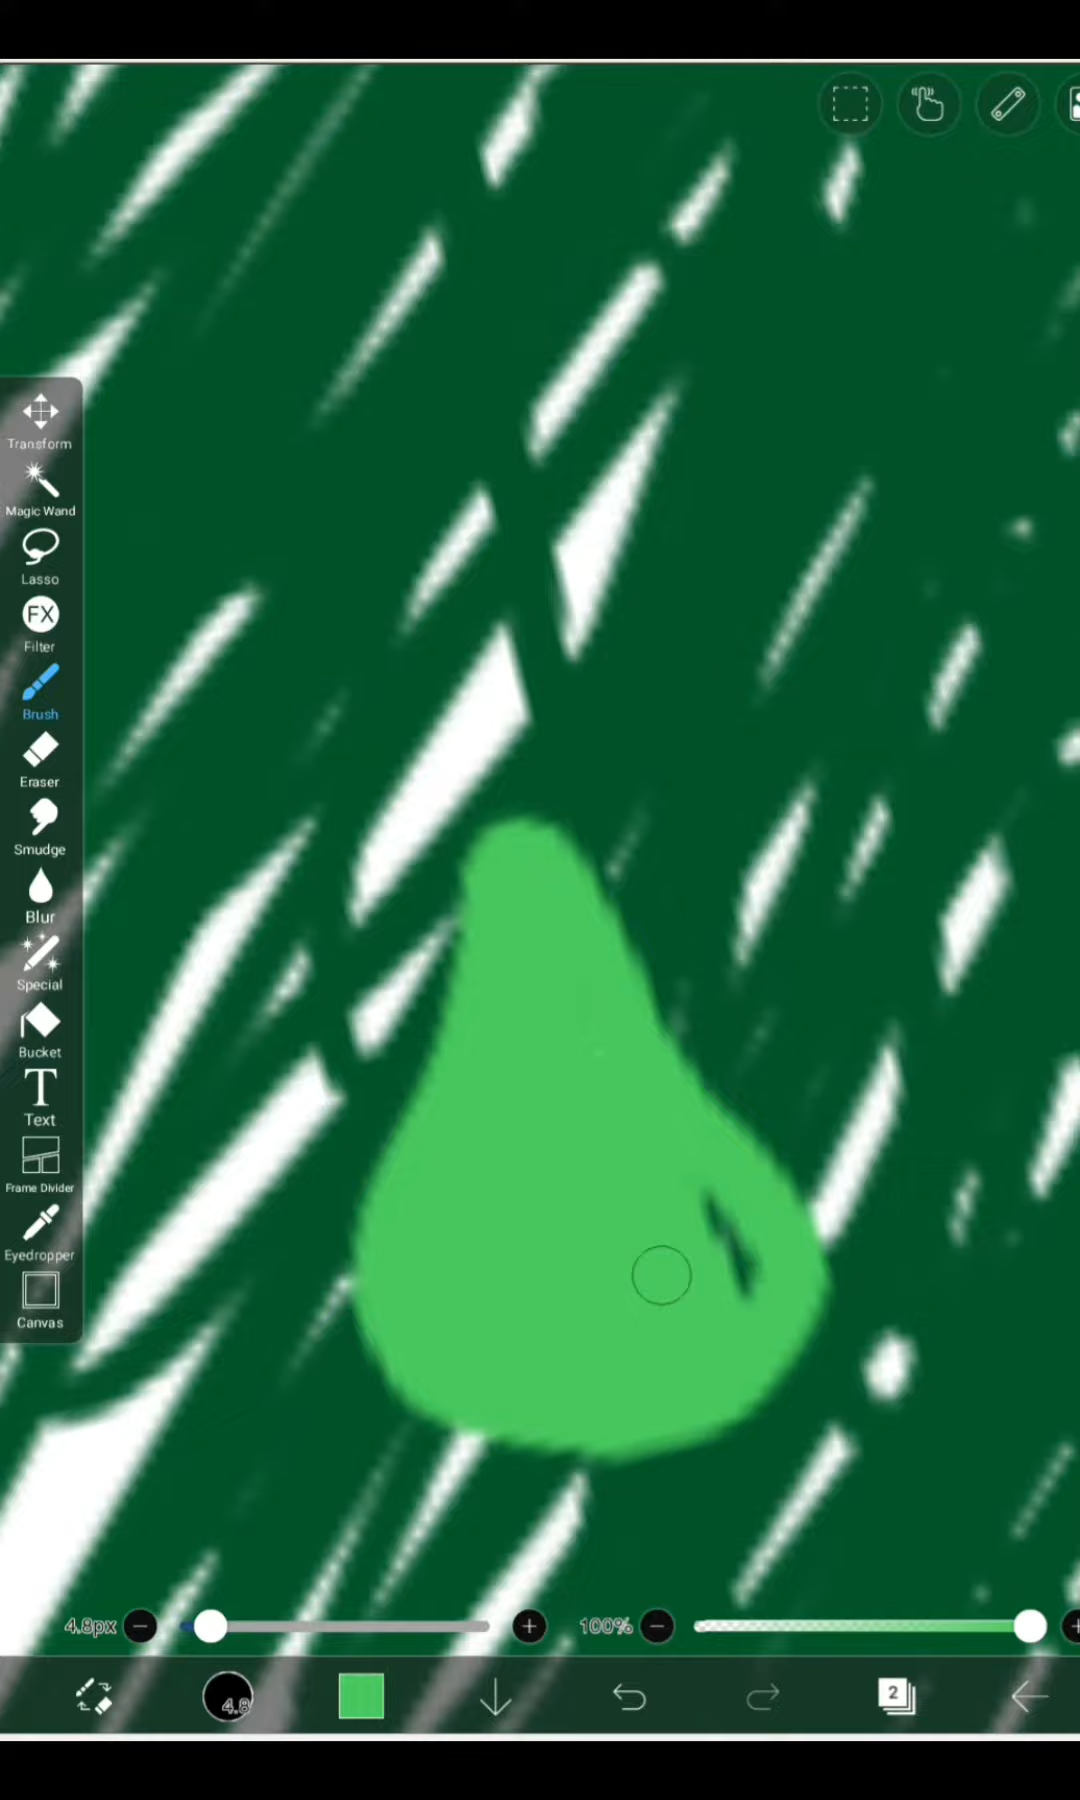 Transform
Magic Wand
Lasso
FX
Filter
Brush
Eraser
Smudge
Blur
Special
Bucket
T
Text
Frame Divider
Eyedropper
Canvas
4.8px
100%
4.8
2